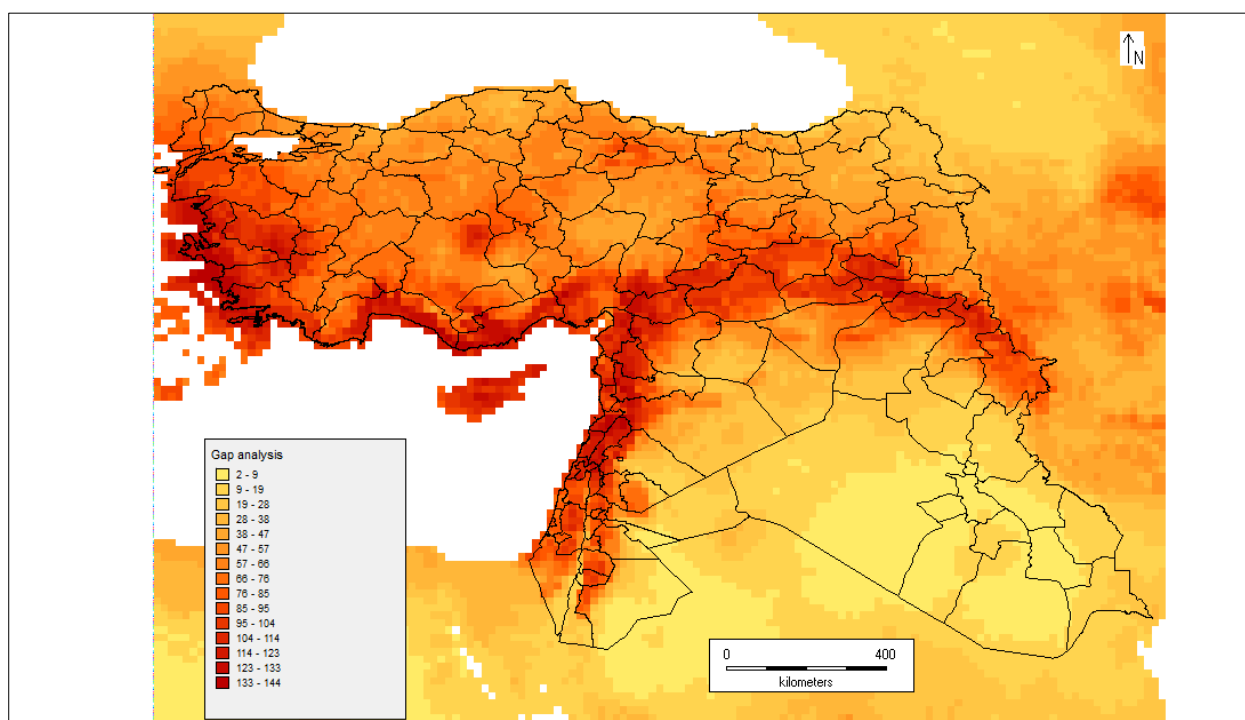 N
Gap analysis
2 - 9
9 - 19
19 - 28
28 - 38
38 - 47
47 - 57
57 - 66
66 - 76
76 - 85
85 - 95
95 - 104
104 - 114
114 - 123
123 - 133
133 - 144
0 400
kilometers